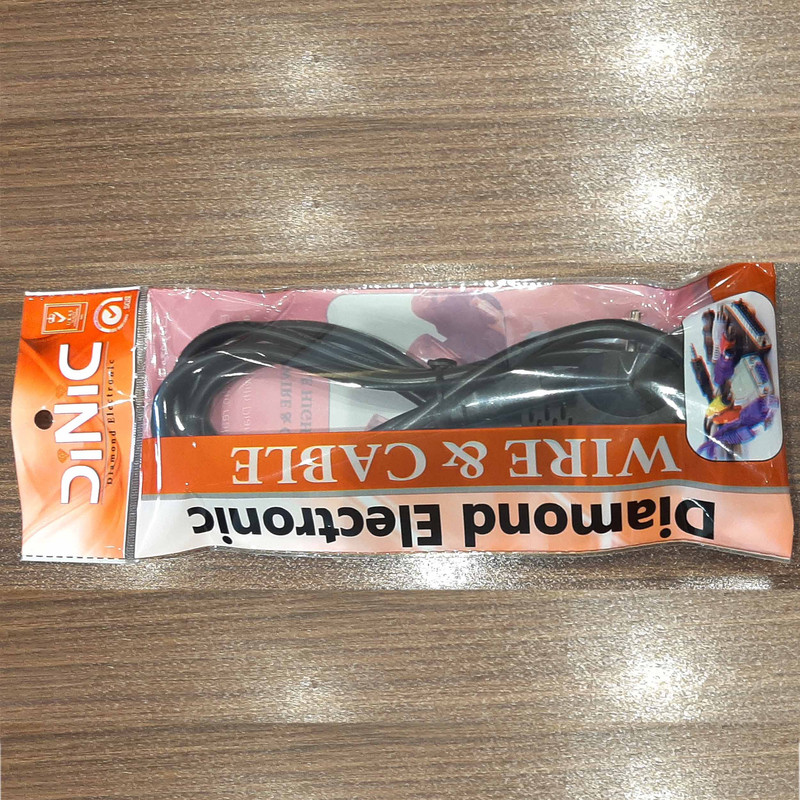 DINIC
Diamond Electronic
WIRE & CABLE
Diamond Electronic